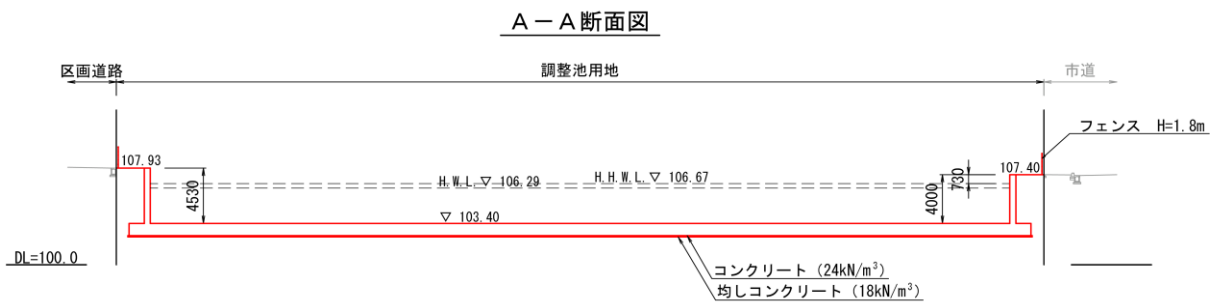 A-A断面図
区画道路
調整池用地
市道
フェンス H=1.8m
107.93
107.40
H.W.L. ▽ 106.29
H.H.W.L. ▽ 106.67
730
4530
4000
▽ 103.40
DL=100.0
コンクリート (24kN/m³)
均しコンクリート (18kN/m³)